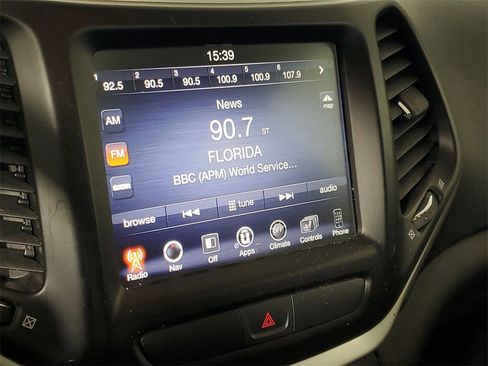 15:39
1 2 3 4 5 6
92.5 90.5 90.5 100.9 100.9 107.9
News
map
AM
90.7 ST
FM
FLORIDA
SXM
BBC (APM) World Service...
browse tune audio
Radio Nav Off Apps Climate Controls Phone